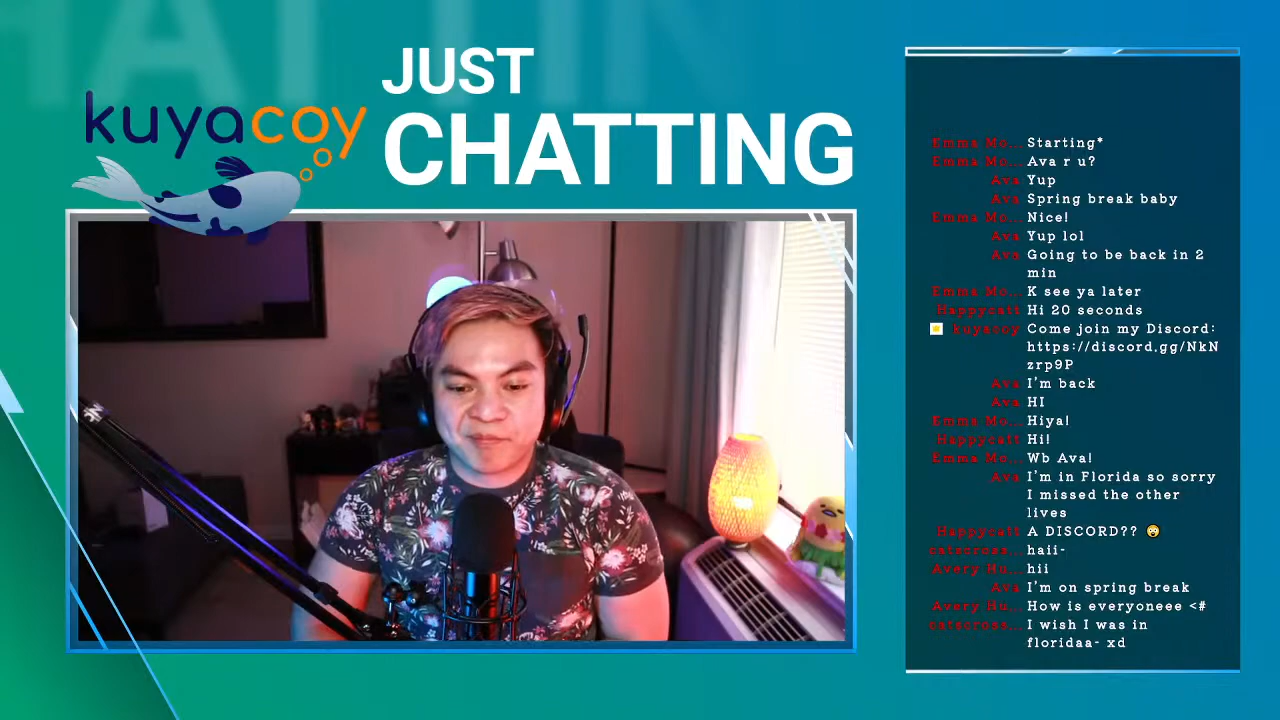 HATTIN
kuyacoy
JUST
CHATTING
Emma Mo... Starting*
Emma Mo... Ava r u?
Ava Yup
Ava Spring break baby
Emma Mo... Nice!
Ava Yup lol
Ava Going to be back in 2
min
Emma Mo... K see ya later
Happycatt Hi 20 seconds
kuyacoy Come join my Discord:
https://discord.gg/NkN
zrp9P
Ava I'm back
Ava HI
Emma Mo... Hiya!
Happycatt Hi!
Emma Mo... Wb Ava!
Ava I'm in Florida so sorry
I missed the other
lives
Happycatt A DISCORD?? 😲
catscross... haii-
Avery Hu... hii
Ava I'm on spring break
Avery Hu... How is everyoneee <#
catscross... I wish I was in
floridaa- xd